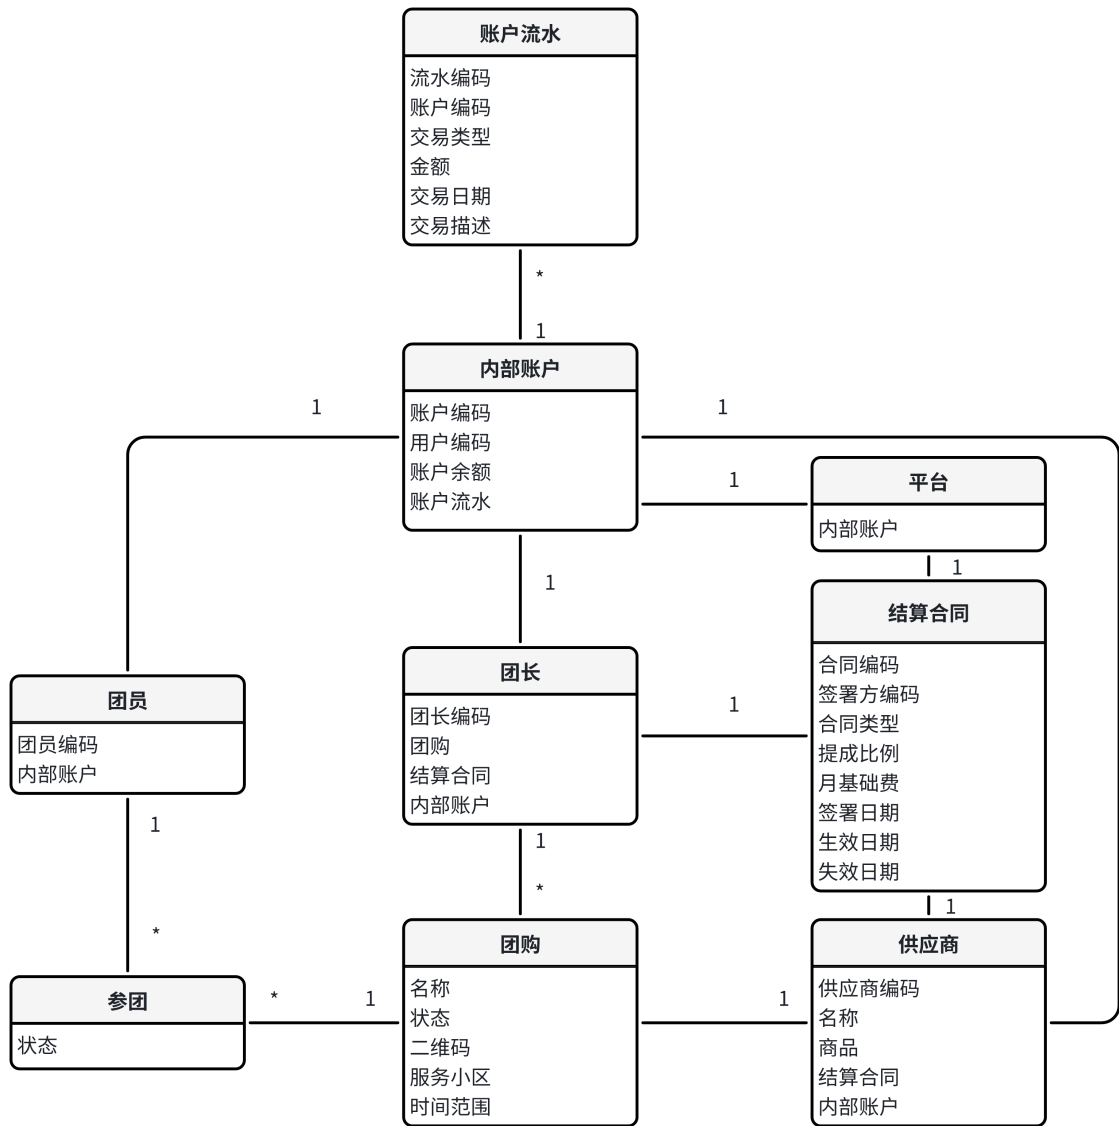 账户流水
流水编码
账户编码
交易类型
金额
交易日期
交易描述
*
1
内部账户
账户编码
用户编码
账户余额
账户流水
1
1
1
平台
内部账户
1
1
结算合同
合同编码
签署方编码
合同类型
提成比例
月基础费
签署日期
生效日期
失效日期
团长
团长编码
团购
结算合同
内部账户
1
团员
团员编码
内部账户
1
*
1
*
1
团购
名称
状态
二维码
服务小区
时间范围
供应商
供应商编码
名称
商品
结算合同
内部账户
参团
状态
*
1
1